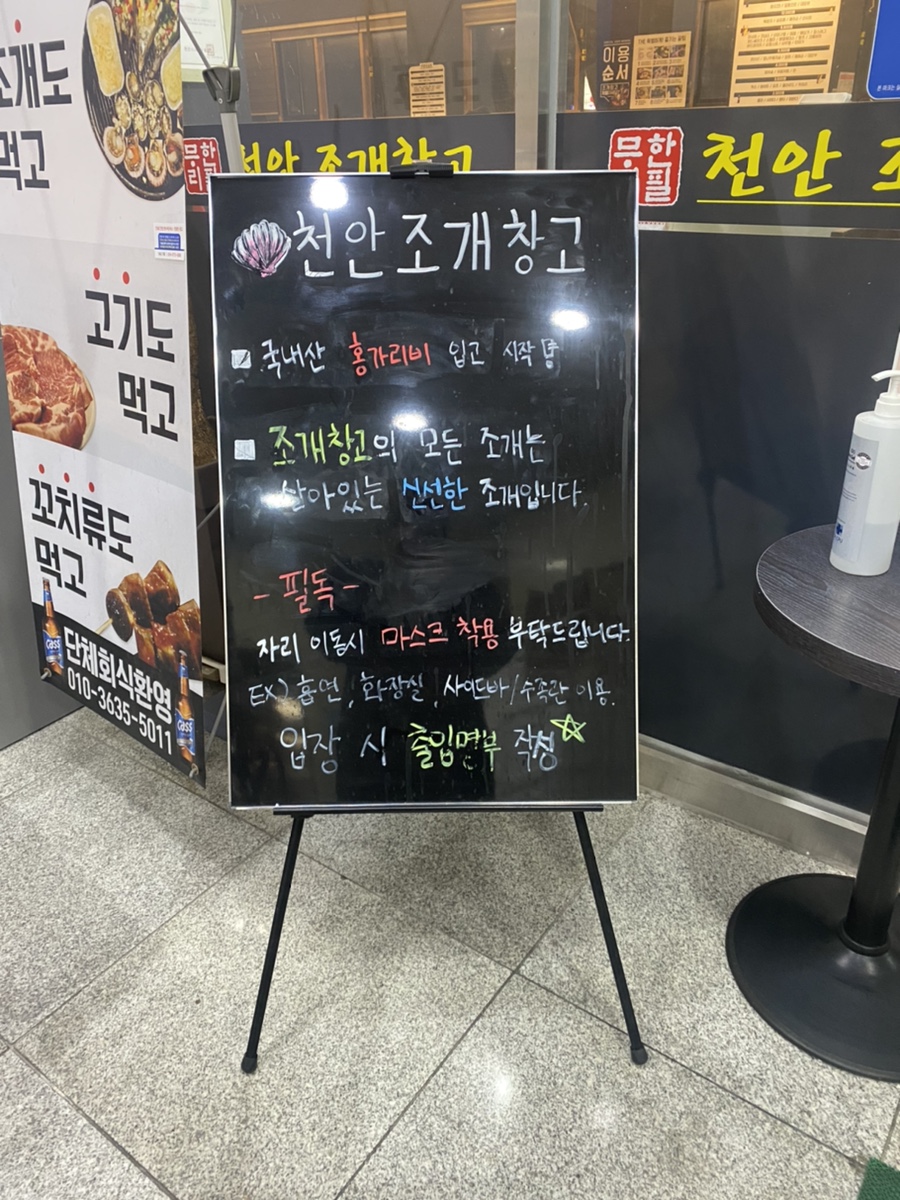 조개도
먹고
고기도
먹고
꼬치류도
먹고
단체회식환영
010-3635-5011
cass
cass
무한
리필
천안 조개창고
무한
리필
천안 조
이용
순서
천안조개창고
국내산 홍가리비 입고 시작
조개창고의 모든 조개는
살아있는 신선한 조개입니다.
-필독-
자리 이동시 마스크 착용 부탁드립니다.
EX) 흡연, 화장실, 사이드바/수족관 이용.
입장 시 출입명부 작성